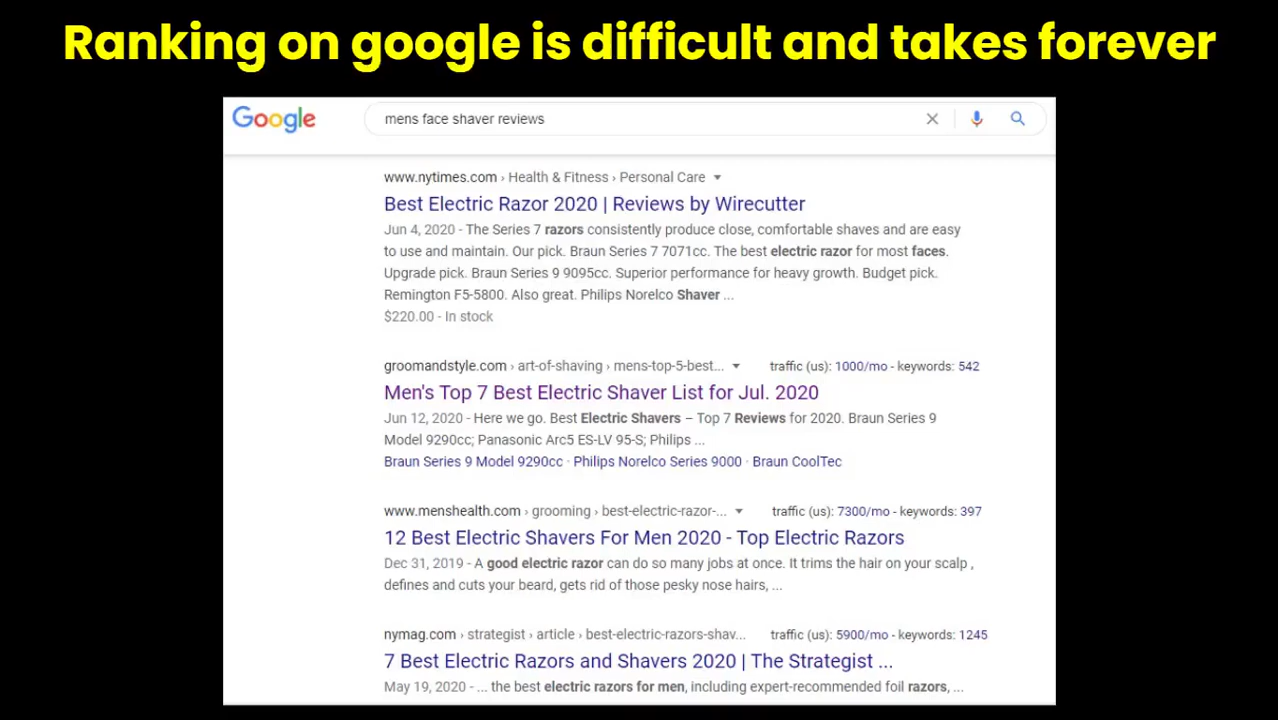 Ranking on google is difficult and takes forever
Google
mens face shaver reviews
www.nytimes.com › Health & Fitness › Personal Care
Best Electric Razor 2020 | Reviews by Wirecutter
Jun 4, 2020 - The Series 7 razors consistently produce close, comfortable shaves and are easy
to use and maintain. Our pick. Braun Series 7 7071cc. The best electric razor for most faces.
Upgrade pick. Braun Series 9 9095cc. Superior performance for heavy growth. Budget pick.
Remington F5-5800. Also great. Philips Norelco Shaver ...
$220.00 - In stock
groomandstyle.com › art-of-shaving › mens-top-5-best... traffic (us): 1000/mo - keywords: 542
Men's Top 7 Best Electric Shaver List for Jul. 2020
Jun 12, 2020 - Here we go. Best Electric Shavers – Top 7 Reviews for 2020. Braun Series 9
Model 9290cc; Panasonic Arc5 ES-LV 95-S; Philips ...
Braun Series 9 Model 9290cc · Philips Norelco Series 9000 · Braun CoolTec
www.menshealth.com › grooming › best-electric-razor-... traffic (us): 7300/mo - keywords: 397
12 Best Electric Shavers For Men 2020 - Top Electric Razors
Dec 31, 2019 - A good electric razor can do so many jobs at once. It trims the hair on your scalp ,
defines and cuts your beard, gets rid of those pesky nose hairs, ...
nymag.com › strategist › article › best-electric-razors-shav... traffic (us): 5900/mo - keywords: 1245
7 Best Electric Razors and Shavers 2020 | The Strategist ...
May 19, 2020 - ... the best electric razors for men, including expert-recommended foil razors, ...